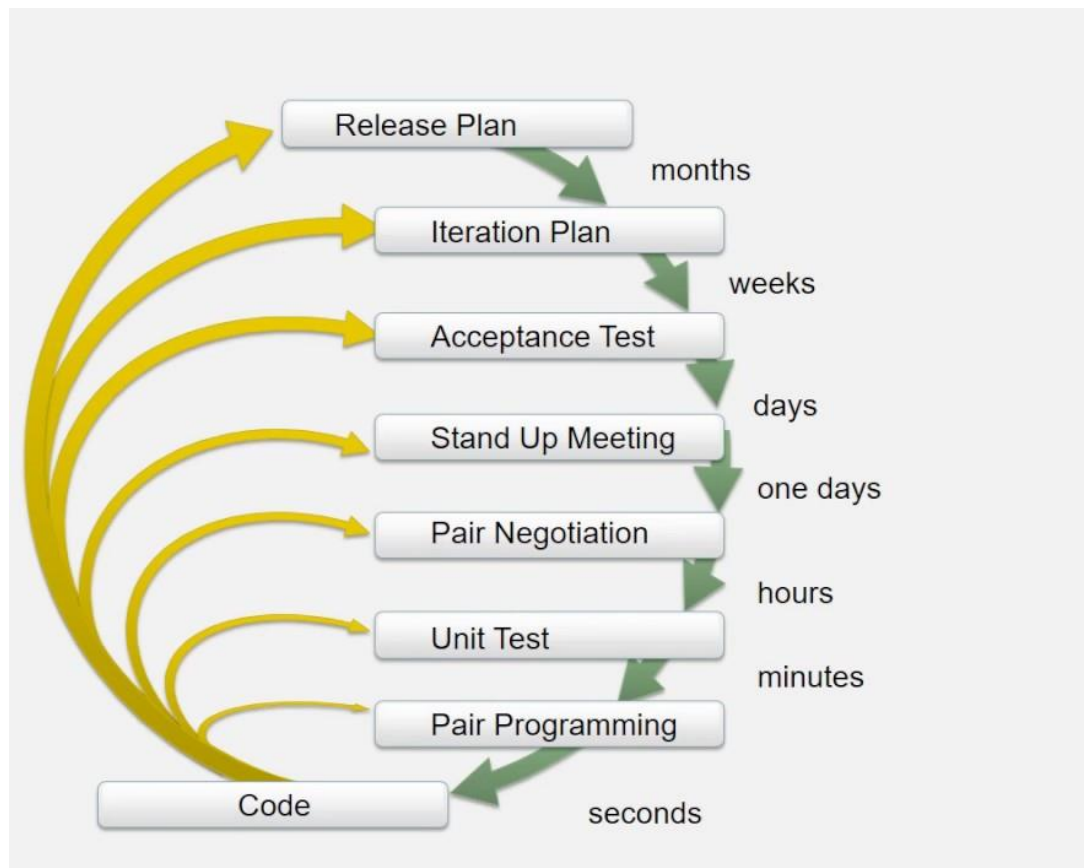 Release Plan
months
Iteration Plan
weeks
Acceptance Test
days
Stand Up Meeting
one days
Pair Negotiation
hours
Unit Test
minutes
Pair Programming
Code
seconds